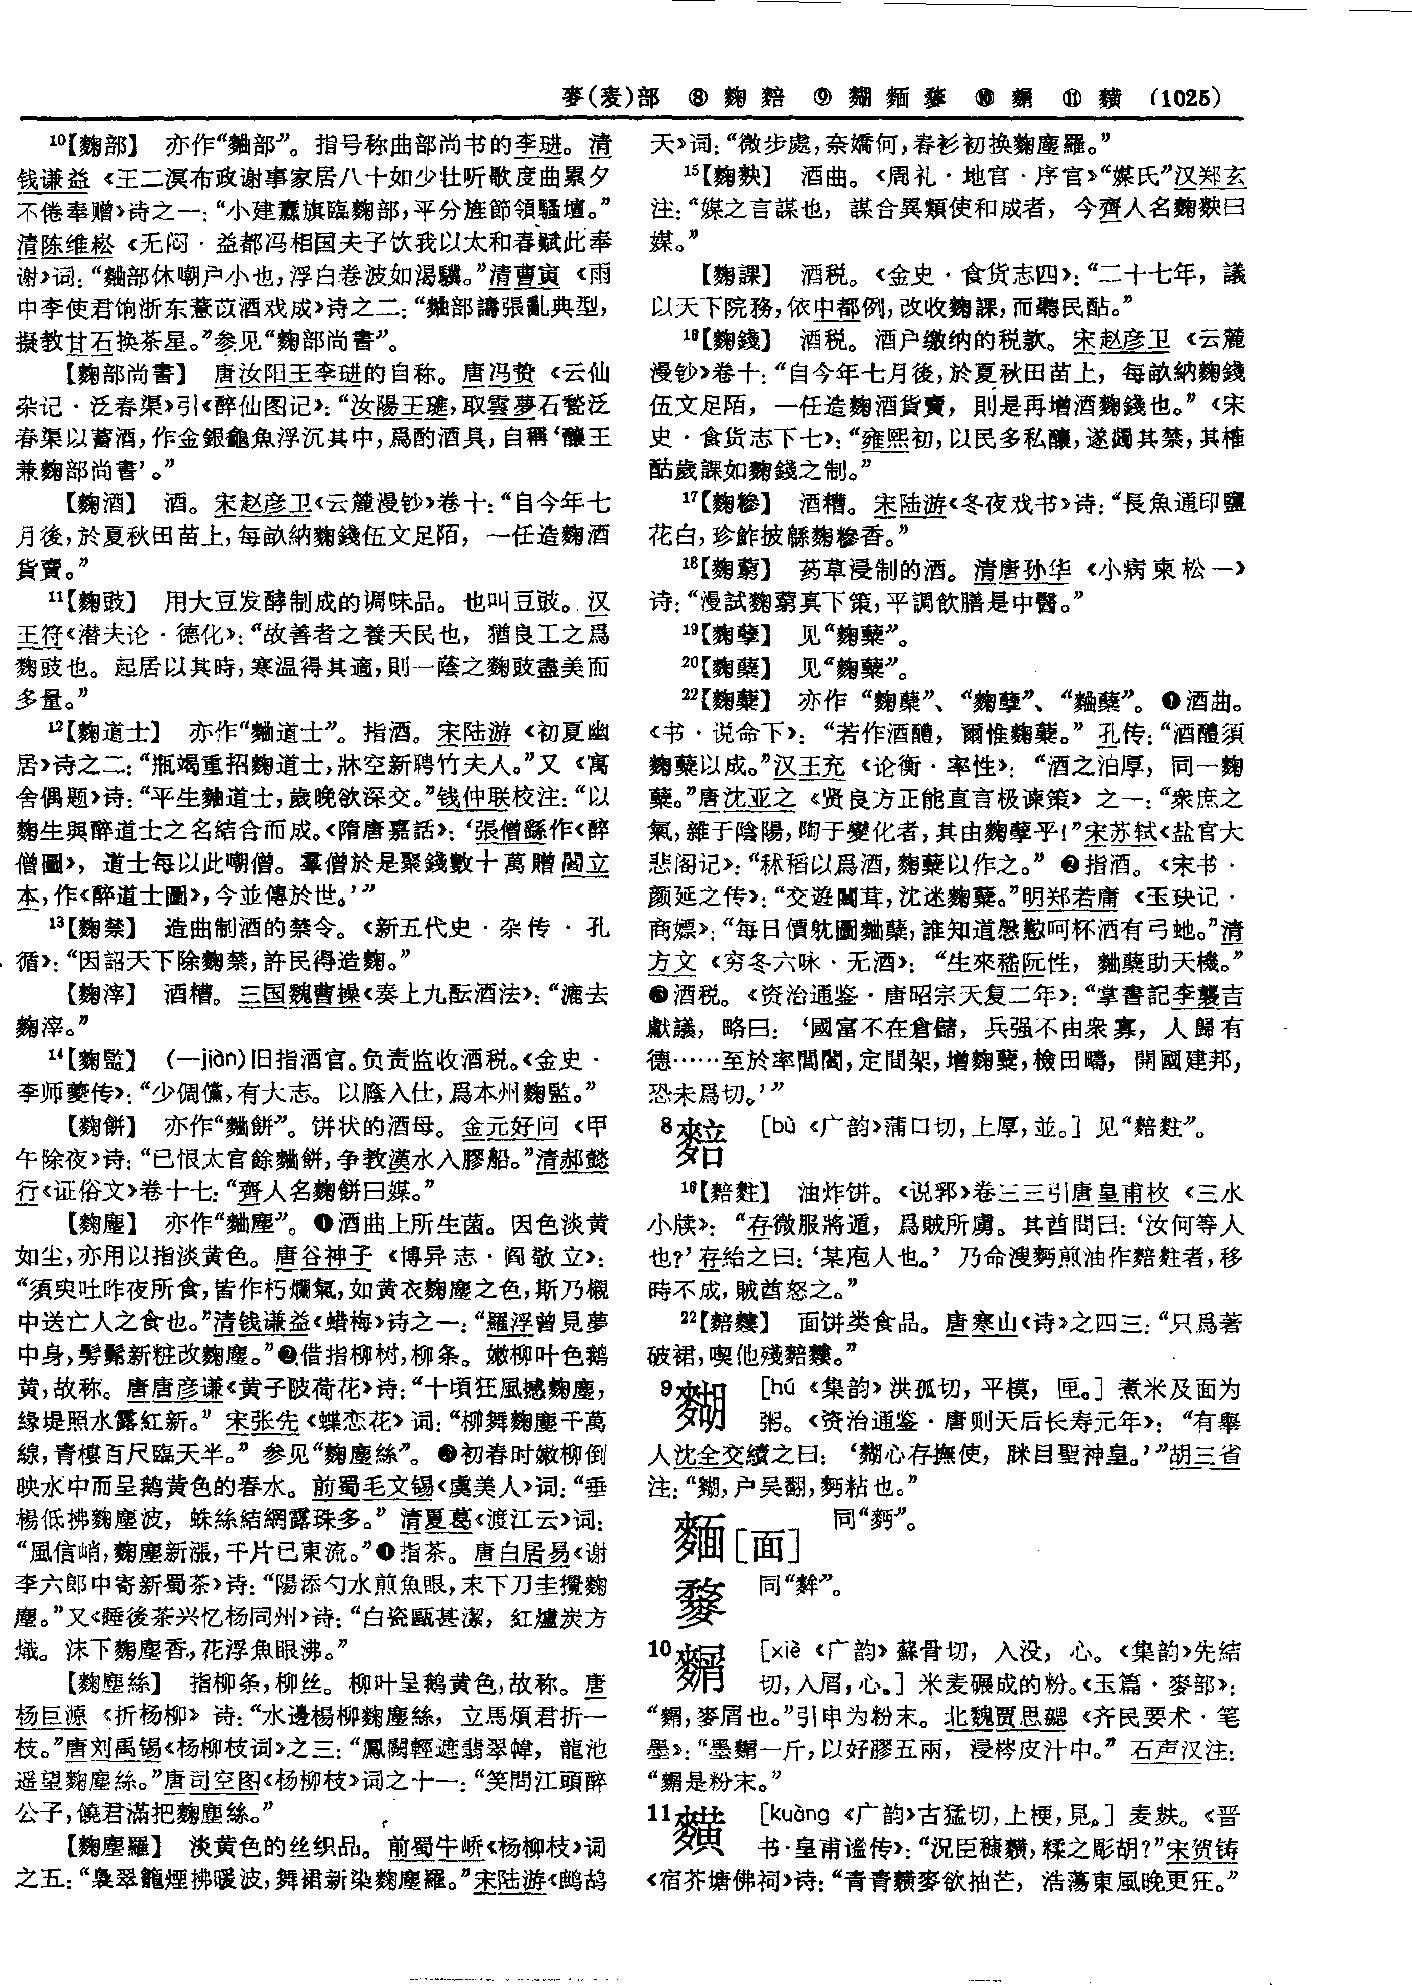 麥(麦)部 ⑧ 麴 䴺 ⑨ 麴 麵 ⑩ 䴹 ⑪ 䵃 (1025)
10【麴部】 亦作“麯部”。指号称曲部尚书的李琎。清
钱谦益《王二溟布政谢事家居八十如少壮听歌度曲累夕
不倦奉赠》诗之一：“小建纛旗臨麴部，平分旌節領騷壇。”
清陈维崧《无闷·益都冯相国夫子饮我以太和春赋此奉
谢》词：“麯部休嘲户小也，浮白卷波如渴驥。”清曹寅《雨
中李使君饷浙东薏苡酒戏成》诗之二：“麯部譸張亂典型，
擬教甘石换茶星。”参见“麴部尚書”。
【麴部尚書】 唐汝阳王李琎的自称。唐冯贽《云仙
杂记·泛春渠》引《醉仙图记》：“汝陽王璡，取雲夢石甃泛
春渠以蓄酒，作金銀龜魚浮沉其中，爲酌酒具，自稱‘釀王
兼麴部尚書’。”
【麴酒】 酒。宋赵彦卫《云麓漫钞》卷十：“自今年七
月後，於夏秋田苗上，每畝納麴錢伍文足陌，一任造麴酒
貨賣。”
11【麴豉】 用大豆发酵制成的调味品。也叫豆豉。汉
王符《潜夫论·德化》：“故善者之養天民也，猶良工之爲
麴豉也。起居以其時，寒温得其適，則一蔭之麴豉盡美而
多量。”
12【麴道士】 亦作“麯道士”。指酒。宋陆游《初夏幽
居》诗之二：“瓶竭重招麴道士，牀空新聘竹夫人。”又《寓
舍偶题》诗：“平生麯道士，歲晚欲深交。”钱仲联校注：“以
麴生與醉道士之名結合而成。《隋唐嘉話》：‘張僧繇作《醉
僧圖》，道士每以此嘲僧。羣僧於是聚錢數十萬贈閻立
本，作《醉道士圖》，今並傳於世。’”
13【麴禁】 造曲制酒的禁令。《新五代史·杂传·孔
循》：“因詔天下除麴禁，許民得造麴。”
【麴滓】 酒糟。三国魏曹操《奏上九酝酒法》：“漉去
麴滓。”
14【麴監】 （—jiàn）旧指酒官。负责监收酒税。《金史·
李师夔传》：“少倜儻，有大志。以廕入仕，爲本州麴監。”
【麴餅】 亦作“麯餅”。饼状的酒母。金元好问《甲
午除夜》诗：“已恨太官餘麯餅，争教漢水入膠船。”清郝懿
行《证俗文》卷十七：“齊人名麴餅曰媒。”
【麴塵】 亦作“麯塵”。❶酒曲上所生菌。因色淡黄
如尘，亦用以指淡黄色。唐谷神子《博异志·阎敬立》：
“須臾吐昨夜所食，皆作朽爛氣，如黄衣麴塵之色，斯乃櫬
中送亡人之食也。”清钱谦益《蜡梅》诗之一：“羅浮曾見夢
中身，髣髴新粧改麴塵。”❷借指柳树，柳条。嫩柳叶色鹅
黄，故称。唐唐彦谦《黄子陂荷花》诗：“十頃狂風撼麴塵，
緣堤照水露紅新。”宋张先《蝶恋花》词：“柳舞麴塵千萬
線，青樓百尺臨天半。”参见“麴塵絲”。❸初春时嫩柳倒
映水中而呈鹅黄色的春水。前蜀毛文锡《虞美人》词：“垂
楊低拂麴塵波，蛛絲結網露珠多。”清夏葛《渡江云》词：
“風信峭，麴塵新漲，千片已東流。”❹指茶。唐白居易《谢
李六郎中寄新蜀茶》诗：“陽添勺水煎魚眼，末下刀圭攪麴
塵。”又《睡後茶兴忆杨同州》诗：“白瓷甌甚潔，紅爐炭方
熾。沫下麴塵香，花浮魚眼沸。”
【麴塵絲】 指柳条，柳丝。柳叶呈鹅黄色，故称。唐
杨巨源《折杨柳》诗：“水邊楊柳麴塵絲，立馬煩君折一
枝。”唐刘禹锡《杨柳枝词》之三：“鳳闕輕遮翡翠幃，龍池
遥望麴塵絲。”唐司空图《杨柳枝》词之十一：“笑問江頭醉
公子，饒君滿把麴塵絲。”
【麴塵羅】 淡黄色的丝织品。前蜀牛峤《杨柳枝》词
之五：“裊翠籠煙拂暖波，舞裙新染麴塵羅。”宋陆游《鹧鸪
天》词：“微步處，奈嬌何，春衫初换麴塵羅。”
15【麴䴷】 酒曲。《周礼·地官·序官》“媒氏”汉郑玄
注：“媒之言謀也，謀合異類使和成者，今齊人名麴䴷曰
媒。”
【麴課】 酒税。《金史·食货志四》：“二十七年，議
以天下院務，依中都例，改收麴課，而聽民酤。”
16【麴錢】 酒税。酒户缴纳的税款。宋赵彦卫《云麓
漫钞》卷十：“自今年七月後，於夏秋田苗上，每畝納麴錢
伍文足陌，一任造麴酒貨賣，則是再增酒麴錢也。”《宋
史·食货志下七》：“雍熙初，以民多私釀，遂蠲其禁，其榷
酤歲課如麴錢之制。”
17【麴糝】 酒糟。宋陆游《冬夜戏书》诗：“長魚通印鹽
花白，珍鮓披緜麴糝香。”
18【麴藭】 药草浸制的酒。清唐孙华《小病柬松一》
诗：“漫試麴藭真下策，平調飲膳是中醫。”
19【麴孽】 见“麴蘖”。
20【麴蘗】 见“麴蘖”。
22【麴蘖】 亦作“麴蘗”、“麴孽”、“麯蘖”。❶酒曲。
《书·说命下》：“若作酒醴，爾惟麴蘖。”孔传：“酒醴須
麴蘖以成。”汉王充《论衡·率性》：“酒之泊厚，同一麴
蘖。”唐沈亚之《贤良方正能直言极谏策》之一：“衆庶之
氣，雜于陰陽，陶于變化者，其由麴孽乎！”宋苏轼《盐官大
悲阁记》：“秫稻以爲酒，麴蘖以作之。”❷指酒。《宋书·
颜延之传》：“交遊闒茸，沈迷麴蘖。”明郑若庸《玉玦记·
商嫖》：“每日價躭圖麯蘖，誰知道慇懃呵杯酒有弓虵。”清
方文《穷冬六咏·无酒》：“生來嵇阮性，麯蘖助天機。”
❸酒税。《资治通鉴·唐昭宗天复二年》：“掌書記李襲吉
獻議，略曰：‘國富不在倉儲，兵强不由衆寡，人歸有
德……至於率閭閻，定間架，增麴蘖，檢田疇，開國建邦，
恐未爲切。’”
8 䴺 [bù 《广韵》蒲口切，上厚，並。] 见“䴺𪌘”。
16【䴺𪌘】 油炸饼。《说郛》卷三三引唐皇甫枚《三水
小牍》：“存微服將遁，爲賊所虜。其酋問曰：‘汝何等人
也？’存紿之曰：‘某庖人也。’乃命溲麪煎油作䴺𪌘者，移
時不成，賊酋怒之。”
22【䴺䴹】 面饼类食品。唐寒山《诗》之四三：“只爲著
破裙，喫他殘䴺䴹。”
9 䴯 [hú 《集韵》洪孤切，平模，匣。] 煮米及面为
粥。《资治通鉴·唐则天后长寿元年》：“有舉
人沈全交續之曰：‘䴯心存撫使，眯目聖神皇。’”胡三省
注：“䴯，户吴翻，麪粘也。”
麵[面] 同“麪”。
同“麰”。
10 [xiè 《广韵》蘇骨切，入没，心。《集韵》先結
切，入屑，心。] 米麦碾成的粉。《玉篇·麥部》：
“，麥屑也。”引申为粉末。北魏贾思勰《齐民要术·笔
墨》：“墨一斤，以好膠五兩，浸梣皮汁中。”石声汉注：
“是粉末。”
11 䵃 [kuàng 《广韵》古猛切，上梗，見。] 麦麸。《晋
书·皇甫谧传》：“況臣糠䵃，糅之彫胡？”宋贺铸
《宿芥塘佛祠》诗：“青青䵃麥欲抽芒，浩蕩東風晚更狂。”